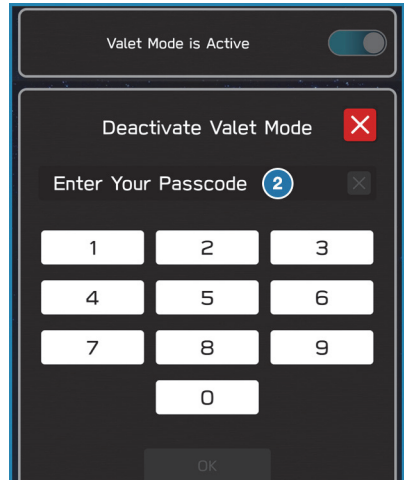 Valet Mode is Active
Deactivate Valet Mode
Enter Your Passcode 2
1 2 3
4 5 6
7 8 9
0
OK